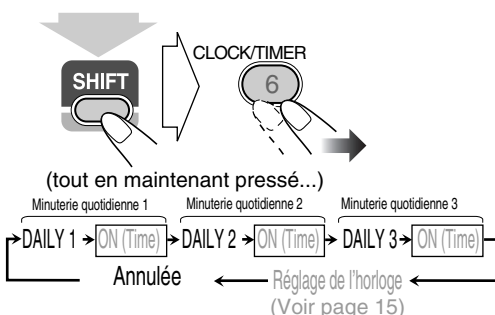 SHIFT
CLOCK/TIMER
6
(tout en maintenant pressé...)
Minuterie quotidienne 1 Minuterie quotidienne 2 Minuterie quotidienne 3
DAILY 1 ON (Time) DAILY 2 ON (Time) DAILY 3 ON (Time)
Annulée Réglage de l'horloge
(Voir page 15)